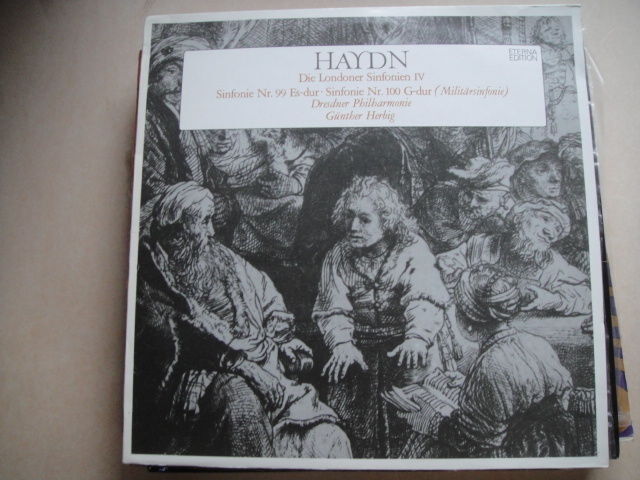 HAYDN
ETERNA
EDITION
Die Londoner Sinfonien IV
Sinfonie Nr. 99 Es-dur · Sinfonie Nr. 100 G-dur (Militärsinfonie)
Dresdner Philharmonie
Günther Herbig